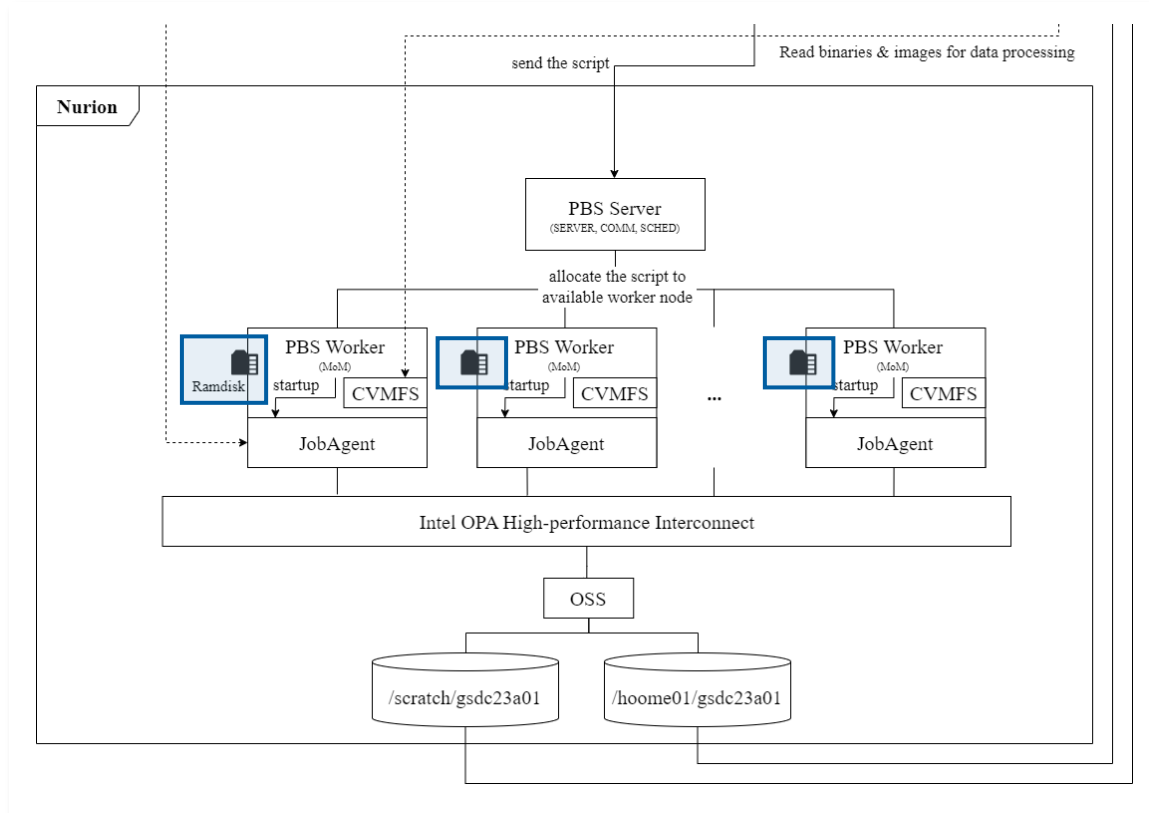 Read binaries & images for data processing
send the script
Nurion
PBS Server
(SERVER, COMM, SCHED)
allocate the script to
available worker node
PBS Worker
(MoM)
Ramdisk
startup
CVMFS
JobAgent
PBS Worker
(MoM)
startup
CVMFS
JobAgent
...
PBS Worker
(MoM)
startup
CVMFS
JobAgent
Intel OPA High-performance Interconnect
OSS
/scratch/gsdc23a01
/hoome01/gsdc23a01